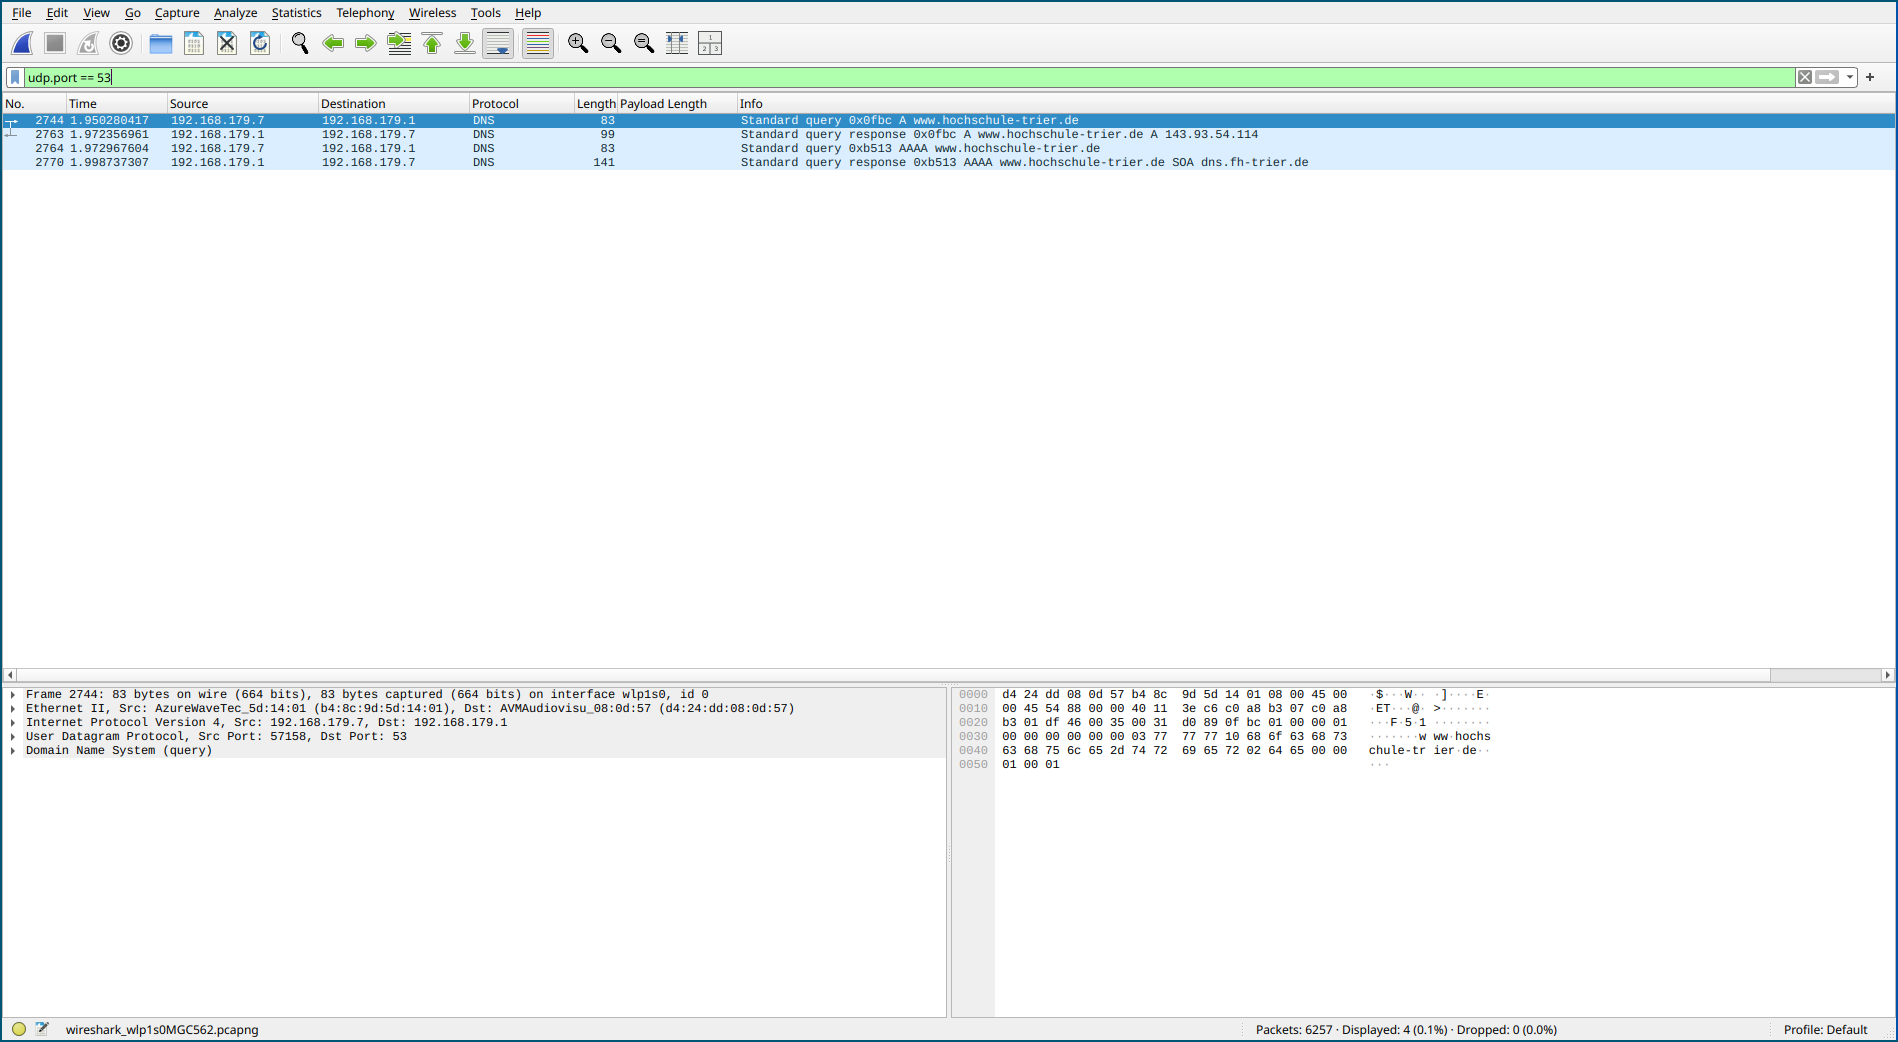 File Edit View Go Capture Analyze Statistics Telephony Wireless Tools Help
udp.port == 53
No. Time Source Destination Protocol Length Payload Length Info
2744 1.950280417 192.168.179.7 192.168.179.1 DNS 83 Standard query 0x0fbc A www.hochschule-trier.de
2763 1.972356961 192.168.179.1 192.168.179.7 DNS 99 Standard query response 0x0fbc A www.hochschule-trier.de A 143.93.54.114
2764 1.972967604 192.168.179.7 192.168.179.1 DNS 83 Standard query 0xb513 AAAA www.hochschule-trier.de
2770 1.998737307 192.168.179.1 192.168.179.7 DNS 141 Standard query response 0xb513 AAAA www.hochschule-trier.de SOA dns.fh-trier.de
Frame 2744: 83 bytes on wire (664 bits), 83 bytes captured (664 bits) on interface wlp1s0, id 0
Ethernet II, Src: AzureWaveTec_5d:14:01 (b4:8c:9d:5d:14:01), Dst: AVMAudiovisu_08:0d:57 (d4:24:dd:08:0d:57)
Internet Protocol Version 4, Src: 192.168.179.7, Dst: 192.168.179.1
User Datagram Protocol, Src Port: 57158, Dst Port: 53
Domain Name System (query)
0000 d4 24 dd 08 0d 57 b4 8c 9d 5d 14 01 08 00 45 00 ·$···W·· ·]····E·
0010 00 45 54 88 00 00 40 11 3e c6 c0 a8 b3 07 c0 a8 ·ET···@· >·······
0020 b3 01 df 46 00 35 00 31 d0 89 0f bc 01 00 00 01 ···F·5·1 ········
0030 00 00 00 00 00 00 03 77 77 77 10 68 6f 63 68 73 ·······w ww·hochs
0040 63 68 75 6c 65 2d 74 72 69 65 72 02 64 65 00 00 chule-tr ier·de··
0050 01 00 01 ···
wireshark_wlp1s0MGC562.pcapng
Packets: 6257 · Displayed: 4 (0.1%) · Dropped: 0 (0.0%)
Profile: Default